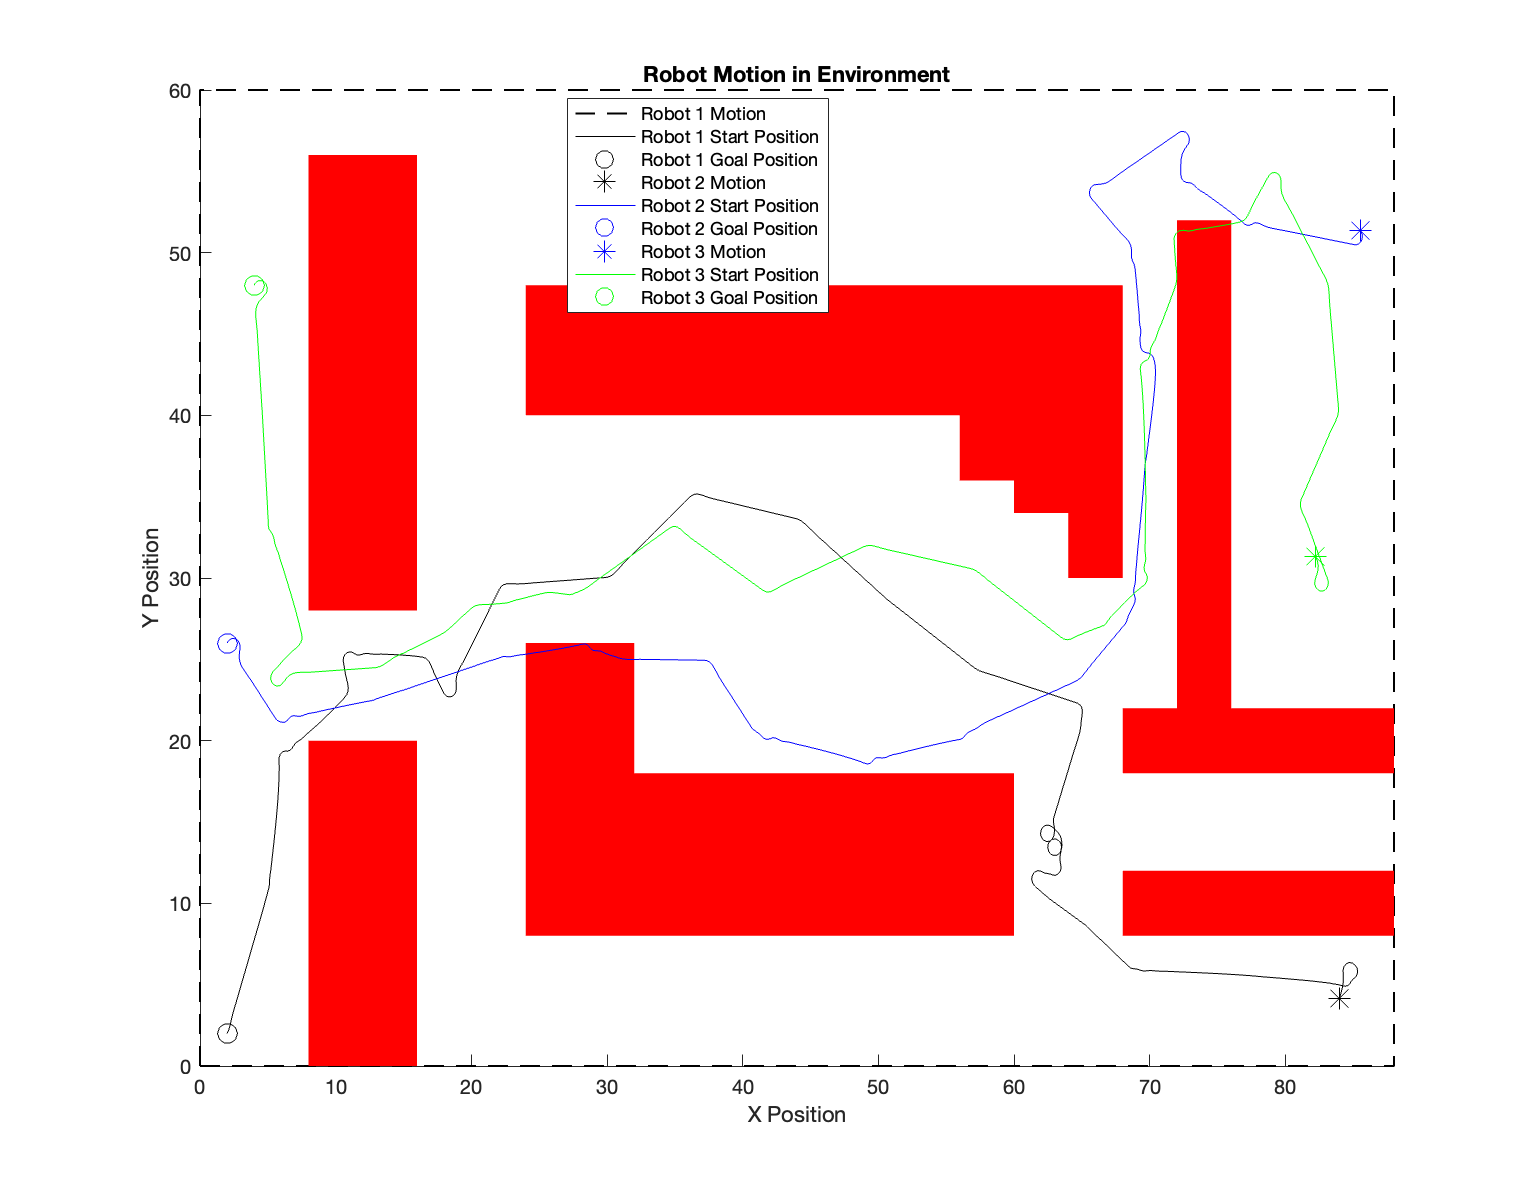 Robot Motion in Environment
60
Robot 1 Motion
Robot 1 Start Position
Robot 1 Goal Position
Robot 2 Motion
Robot 2 Start Position
Robot 2 Goal Position
Robot 3 Motion
Robot 3 Start Position
Robot 3 Goal Position
50
40
30
20
10
0
Y Position
0 10 20 30 40 50 60 70 80
X Position